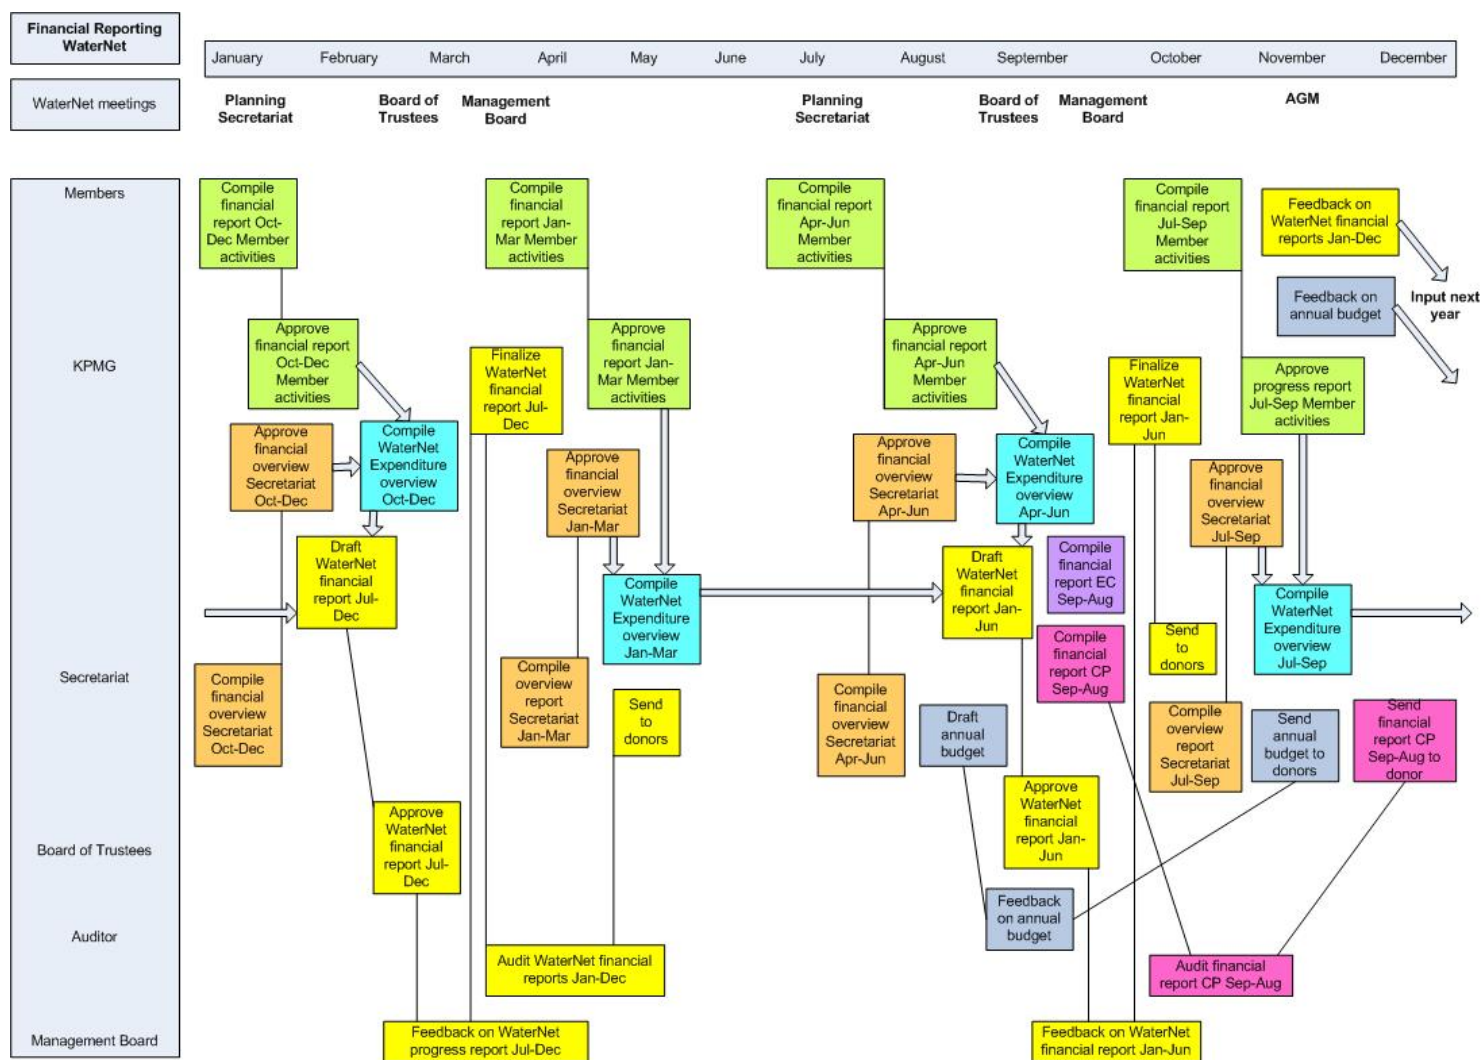 Financial Reporting
WaterNet
January February March April May June July August September October November December
WaterNet meetings
Planning
Secretariat
Board of
Trustees
Management
Board
Planning
Secretariat
Board of
Trustees
Management
Board
AGM
Members
KPMG
Secretariat
Board of Trustees
Auditor
Management Board
Compile
financial
report Oct-
Dec Member
activities
Compile
financial
report Jan-
Mar Member
activities
Compile
financial report
Apr-Jun
Member
activities
Compile
financial report
Jul-Sep
Member
activities
Feedback on
WaterNet financial
reports Jan-Dec
Feedback on
annual budget
Input next
year
Approve
financial report
Oct-Dec
Member
activities
Finalize
WaterNet
financial
report Jul-
Dec
Approve
financial
report Jan-
Mar Member
activities
Approve
financial report
Apr-Jun
Member
activities
Finalize
WaterNet
financial
report Jan-
Jun
Approve
progress report
Jul-Sep Member
activities
Approve
financial
overview
Secretariat
Oct-Dec
Compile
WaterNet
Expenditure
overview
Oct-Dec
Approve
financial
overview
Secretariat
Jan-Mar
Approve
financial
overview
Secretariat
Apr-Jun
Compile
WaterNet
Expenditure
overview
Apr-Jun
Approve
financial
overview
Secretariat
Jul-Sep
Draft
WaterNet
financial
report Jul-
Dec
Compile
WaterNet
Expenditure
overview
Jan-Mar
Draft
WaterNet
financial
report Jan-
Jun
Compile
financial
report EC
Sep-Aug
Compile
financial
report CP
Sep-Aug
Send
to
donors
Compile
WaterNet
Expenditure
overview
Jul-Sep
Compile
financial
overview
Secretariat
Oct-Dec
Compile
overview
report
Secretariat
Jan-Mar
Send
to
donors
Compile
financial
overview
Secretariat
Apr-Jun
Draft
annual
budget
Compile
overview
report
Secretariat
Jul-Sep
Send
annual
budget to
donors
Send
financial
report CP
Sep-Aug to
donor
Approve
WaterNet
financial
report Jul-
Dec
Approve
WaterNet
financial
report Jan-
Jun
Feedback
on annual
budget
Audit WaterNet financial
reports Jan-Dec
Audit financial
report CP Sep-Aug
Feedback on WaterNet
progress report Jul-Dec
Feedback on WaterNet
financial report Jan-Jun